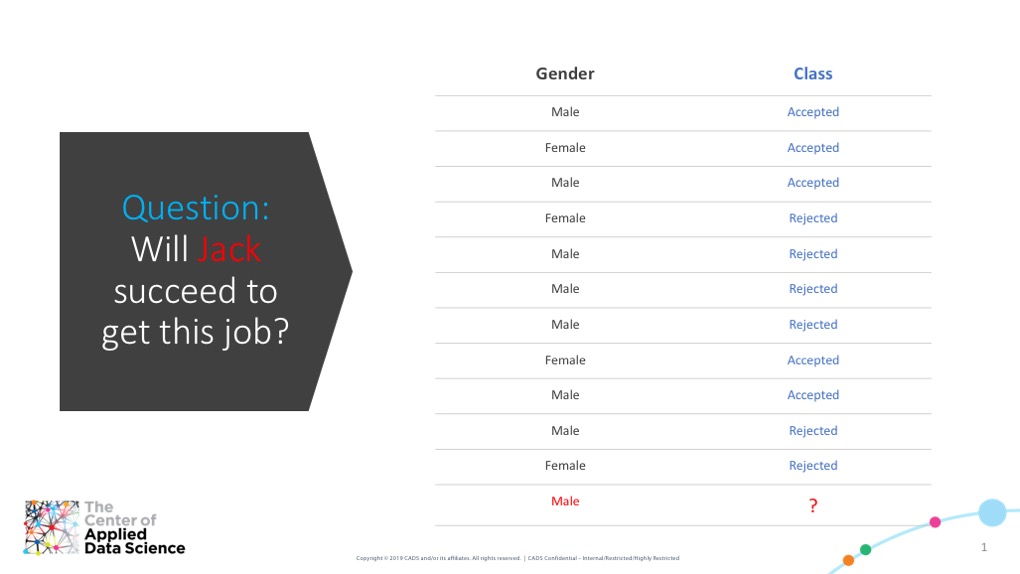 Question:
Will Jack
succeed to
get this job?
Gender Class
Male Accepted
Female Accepted
Male Accepted
Female Rejected
Male Rejected
Male Rejected
Male Rejected
Female Accepted
Male Accepted
Male Rejected
Female Rejected
Male ?
The
Center of
Applied
Data Science
Copyright © 2019 CADS and/or its affiliates. All rights reserved. | CADS Confidential – Internal/Restricted/Highly Restricted
1